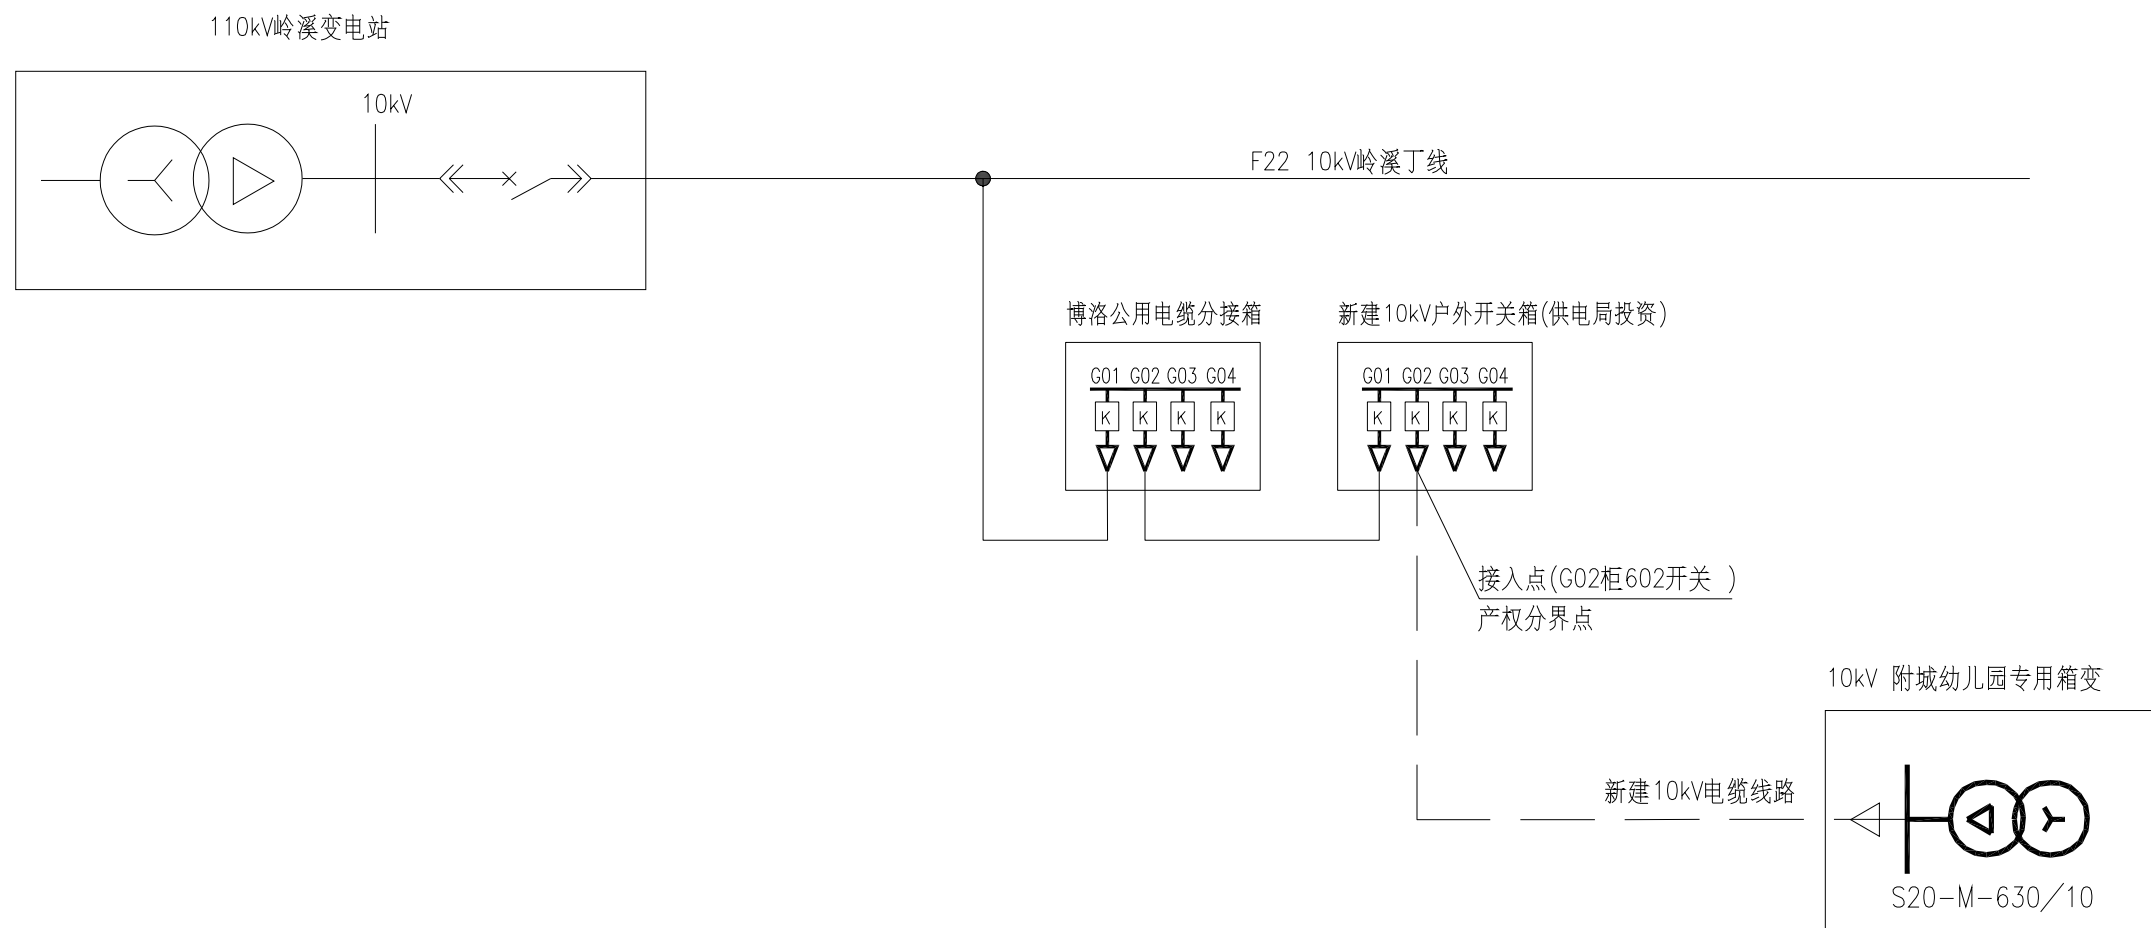 110kV岭溪变电站
10kV
F22 10kV岭溪丁线
博洛公用电缆分接箱
G01 G02 G03 G04
K K K K
新建10kV户外开关箱(供电局投资)
G01 G02 G03 G04
K K K K
接入点(G02柜602开关 )
产权分界点
10kV 附城幼儿园专用箱变
新建10kV电缆线路
S20-M-630/10